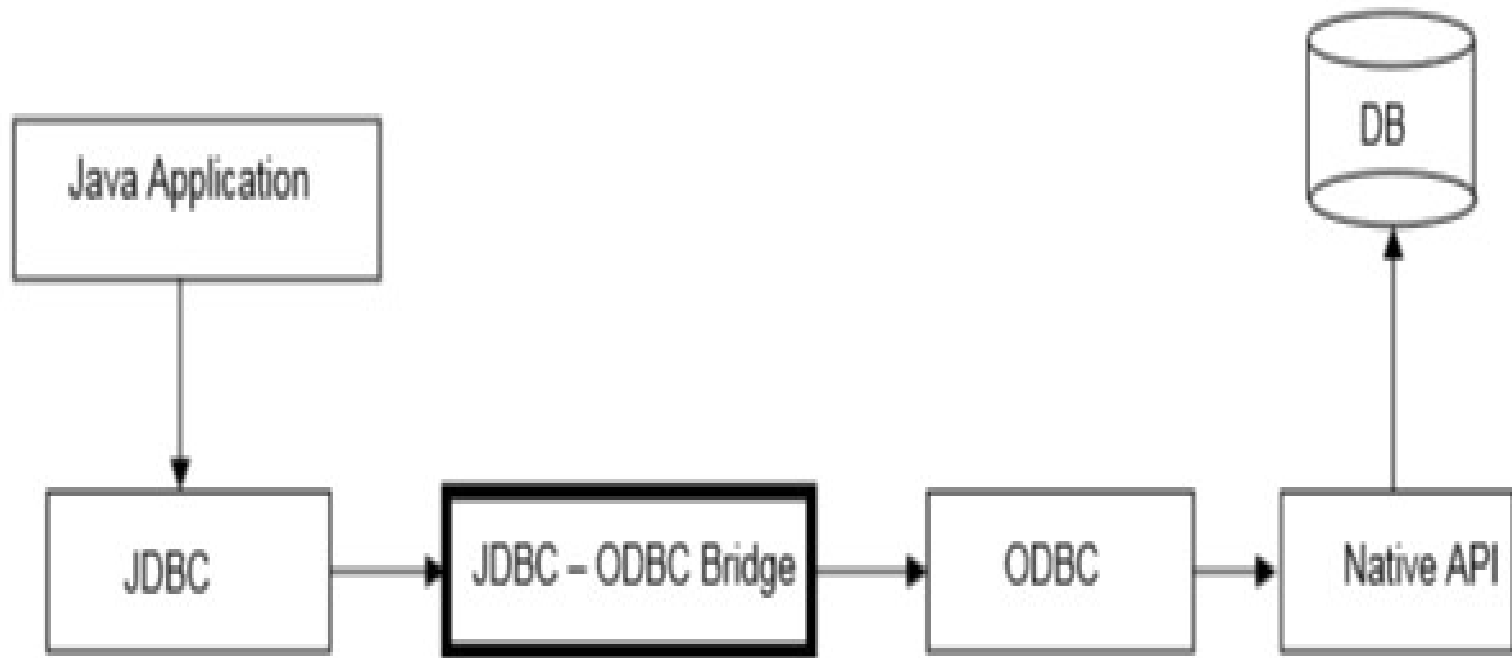 Java Application
DB
JDBC
JDBC – ODBC Bridge
ODBC
Native API